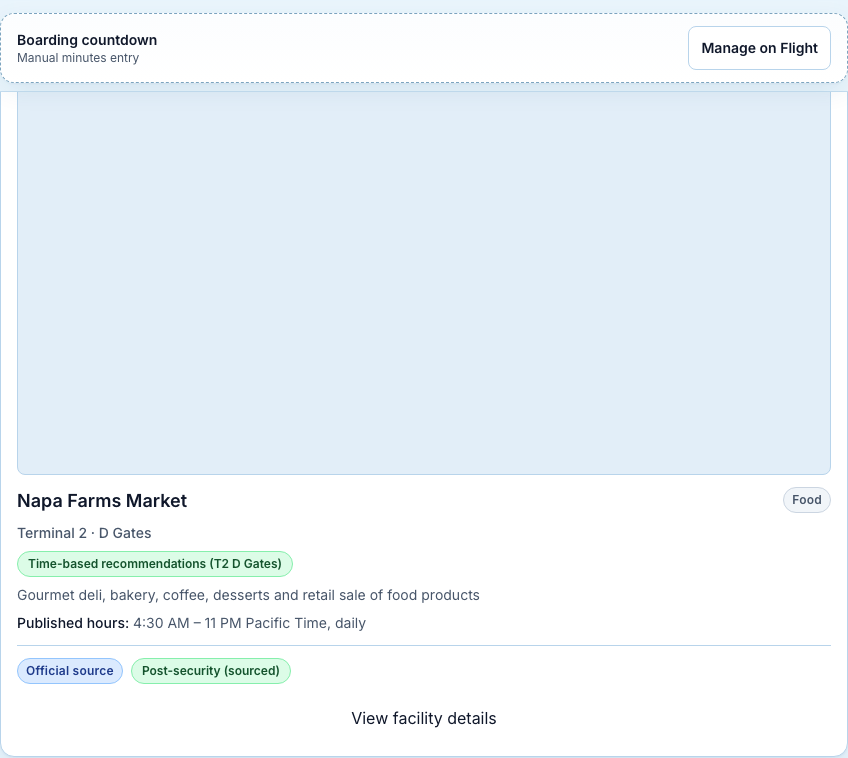 Boarding countdown
Manual minutes entry
Manage on Flight
Napa Farms Market
Food
Terminal 2 · D Gates
Time-based recommendations (T2 D Gates)
Gourmet deli, bakery, coffee, desserts and retail sale of food products
Published hours: 4:30 AM – 11 PM Pacific Time, daily
Official source
Post-security (sourced)
View facility details